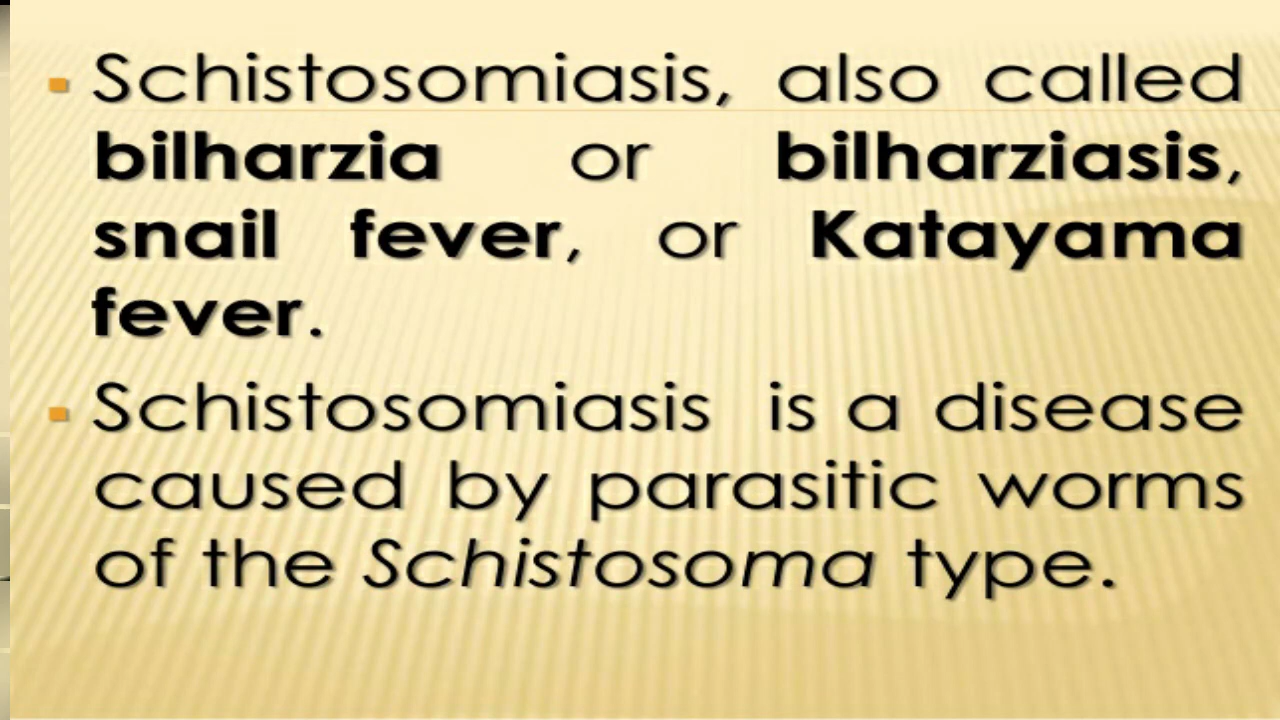 Schistosomiasis, also called
bilharzia or bilharziasis,
snail fever, or Katayama
fever.
Schistosomiasis is a disease
caused by parasitic worms
of the Schistosoma type.